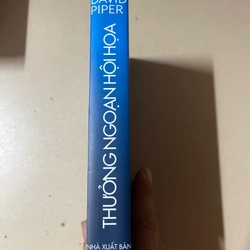 DAVID
PIPER
THƯỞNG NGOẠN HỘI HỌA
NHÀ XUẤT BẢN